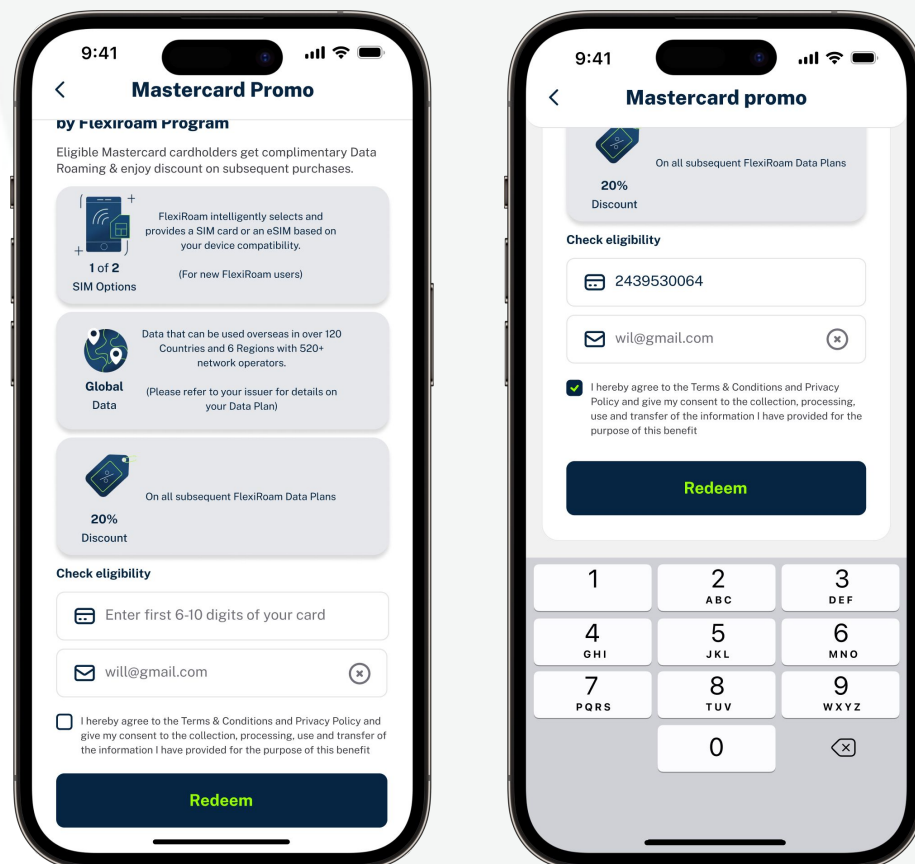 9:41
Mastercard Promo
by Flexiroam Program
Eligible Mastercard cardholders get complimentary Data
Roaming & enjoy discount on subsequent purchases.
1 of 2
SIM Options
FlexiRoam intelligently selects and
provides a SIM card or an eSIM based on
your device compatibility.
(For new FlexiRoam users)
Global
Data
Data that can be used overseas in over 120
Countries and 6 Regions with 520+
network operators.
(Please refer to your issuer for details on
your Data Plan)
20%
Discount
On all subsequent FlexiRoam Data Plans
Check eligibility
Enter first 6-10 digits of your card
will@gmail.com
I hereby agree to the Terms & Conditions and Privacy Policy and
give my consent to the collection, processing, use and transfer of
the information I have provided for the purpose of this benefit
Redeem
9:41
Mastercard promo
20%
Discount
On all subsequent FlexiRoam Data Plans
Check eligibility
2439530064
wil@gmail.com
I hereby agree to the Terms & Conditions and Privacy
Policy and give my consent to the collection, processing,
use and transfer of the information I have provided for the
purpose of this benefit
Redeem
1 2 3
ABC DEF
4 5 6
GHI JKL MNO
7 8 9
PQRS TUV WXYZ
0